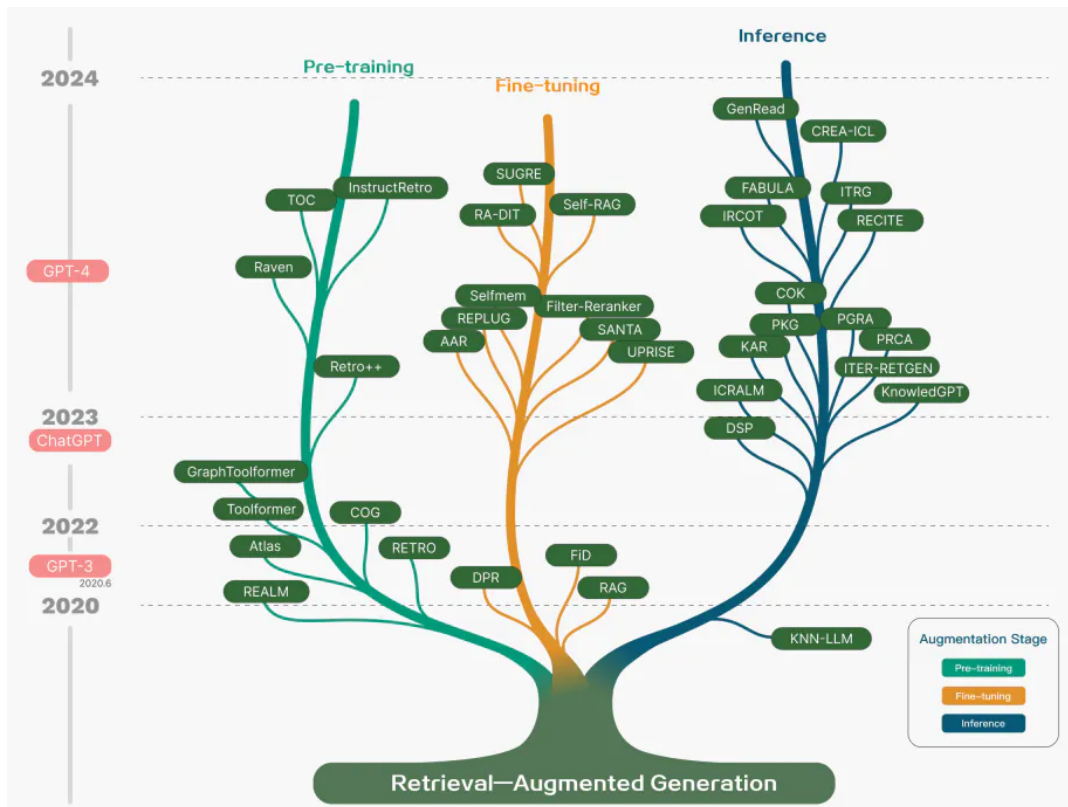 Inference
Pre-training
2024
Fine-tuning
GenRead
CREA-ICL
SUGRE
InstructRetro
TOC
FABULA
ITRG
Self-RAG
RA-DIT
IRCOT
RECITE
Raven
GPT-4
COK
Selfmem
Filter-Reranker
REPLUG
PKG
PGRA
SANTA
AAR
PRCA
KAR
UPRISE
Retro++
ITER-RETGEN
ICRALM
KnowledGPT
2023
DSP
ChatGPT
GraphToolformer
Toolformer
COG
2022
Atlas
RETRO
FiD
GPT-3
2020.6
DPR
RAG
REALM
2020
KNN-LLM
Augmentation Stage
Pre-training
Fine-tuning
Inference
Retrieval—Augmented Generation